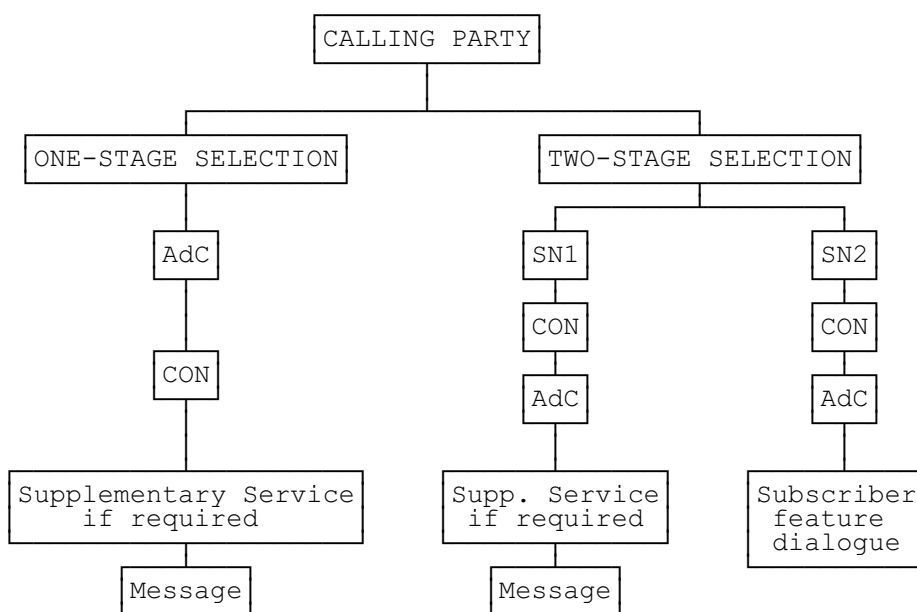 CALLING PARTY
ONE-STAGE SELECTION
TWO-STAGE SELECTION
AdC
SN1
SN2
CON
CON
CON
AdC
AdC
Supplementary Service
if required
Supp. Service
if required
Subscriber
feature
dialogue
Message
Message